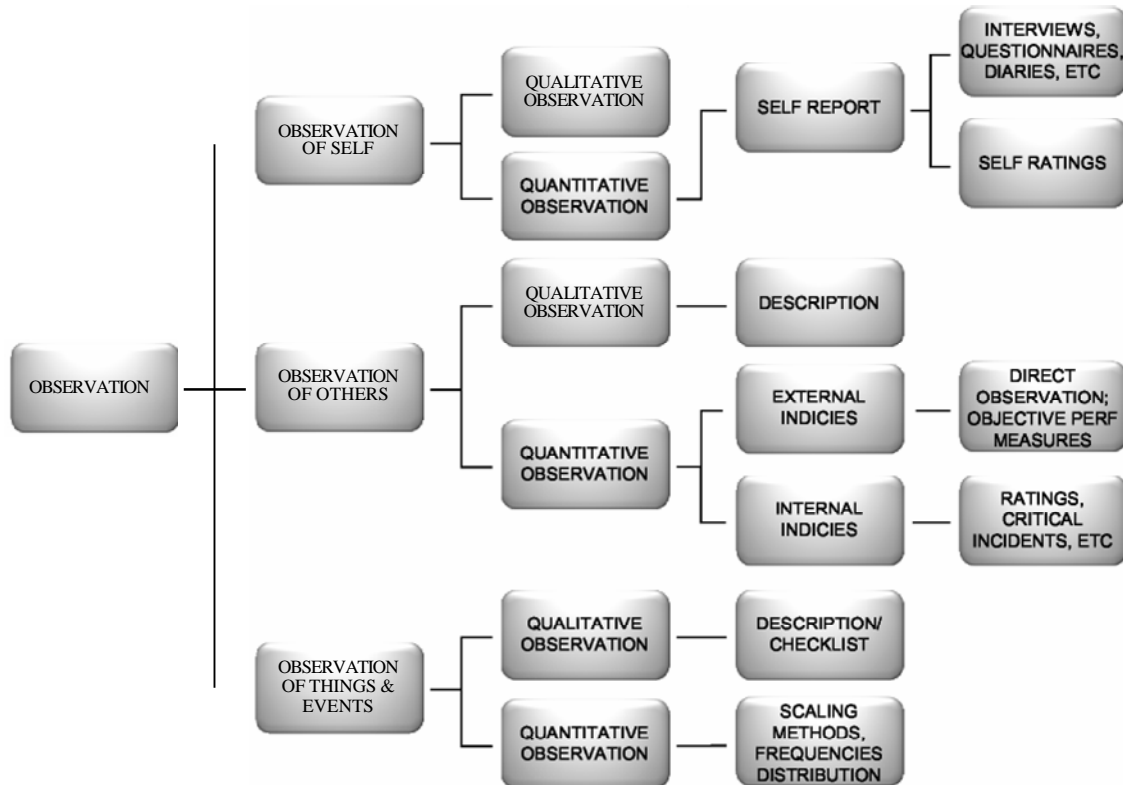 OBSERVATION
OBSERVATION
OF SELF
QUALITATIVE
OBSERVATION
QUANTITATIVE
OBSERVATION
SELF REPORT
INTERVIEWS,
QUESTIONNAIRES,
DIARIES, ETC
SELF RATINGS
OBSERVATION
OF OTHERS
QUALITATIVE
OBSERVATION
DESCRIPTION
QUANTITATIVE
OBSERVATION
EXTERNAL
INDICIES
DIRECT
OBSERVATION;
OBJECTIVE PERF
MEASURES
INTERNAL
INDICIES
RATINGS,
CRITICAL
INCIDENTS, ETC
OBSERVATION
OF THINGS &
EVENTS
QUALITATIVE
OBSERVATION
DESCRIPTION/
CHECKLIST
QUANTITATIVE
OBSERVATION
SCALING
METHODS,
FREQUENCIES
DISTRIBUTION